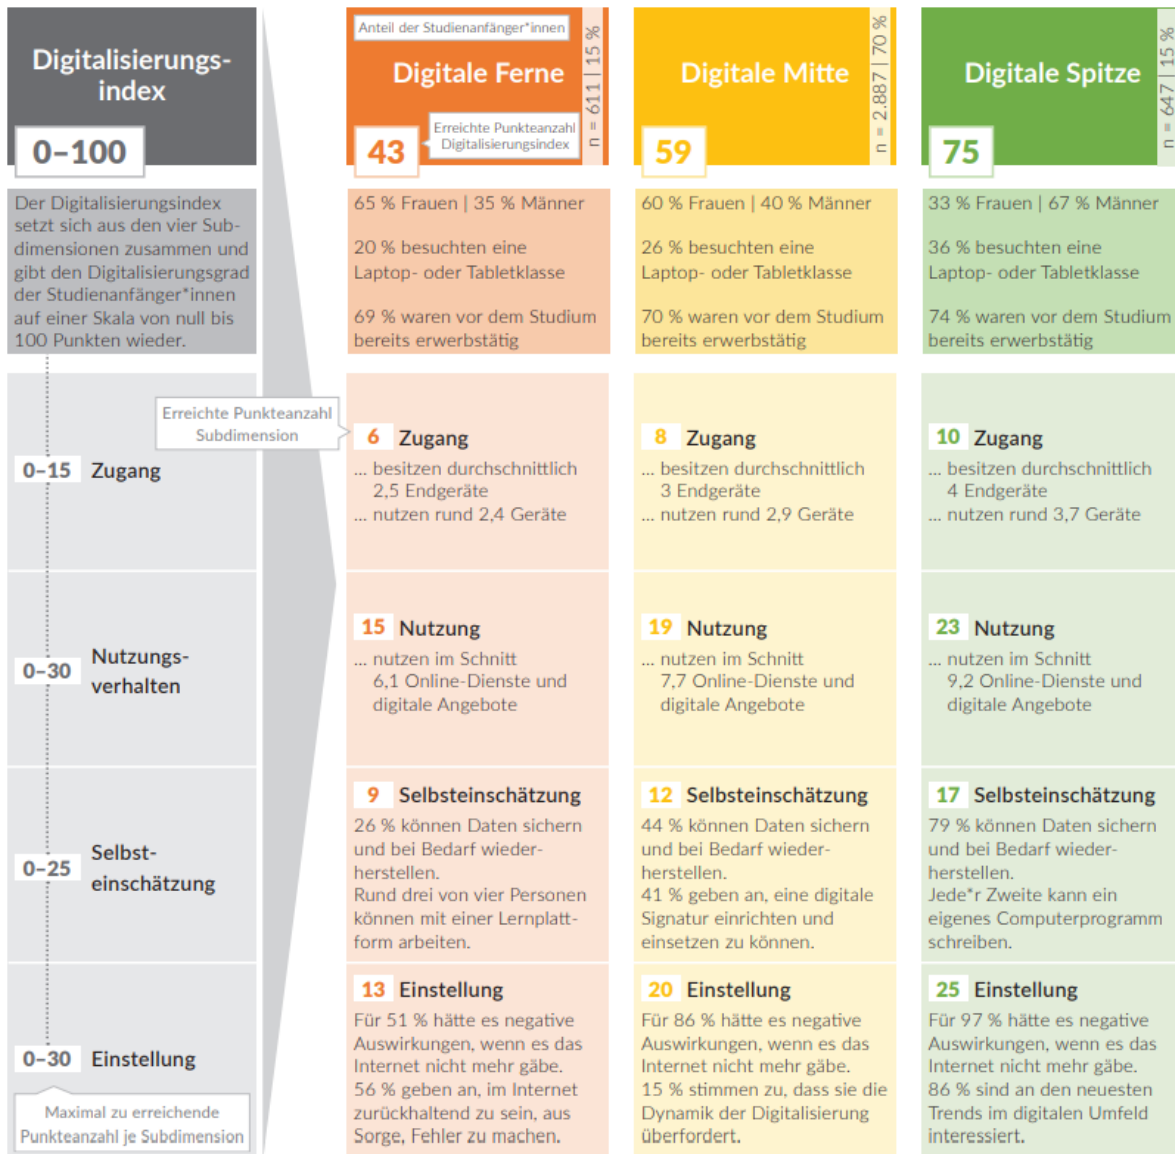 Digitalisierungs-
index
0–100
Der Digitalisierungsindex
setzt sich aus den vier Sub-
dimensionen zusammen und
gibt den Digitalisierungsgrad
der Studienanfänger*innen
auf einer Skala von null bis
100 Punkten wieder.
0–15 Zugang
0–30 Nutzungs-
verhalten
0–25 Selbst-
einschätzung
0–30 Einstellung
Maximal zu erreichende
Punkteanzahl je Subdimension
Anteil der Studienanfänger*innen
n = 611 | 15 %
Digitale Ferne
43
Erreichte Punkteanzahl
Digitalisierungsindex
65 % Frauen | 35 % Männer
20 % besuchten eine
Laptop- oder Tabletklasse
69 % waren vor dem Studium
bereits erwerbstätig
Erreichte Punkteanzahl
Subdimension
6 Zugang
... besitzen durchschnittlich
2,5 Endgeräte
... nutzen rund 2,4 Geräte
15 Nutzung
... nutzen im Schnitt
6,1 Online-Dienste und
digitale Angebote
9 Selbsteinschätzung
26 % können Daten sichern
und bei Bedarf wieder-
herstellen.
Rund drei von vier Personen
können mit einer Lernplatt-
form arbeiten.
13 Einstellung
Für 51 % hätte es negative
Auswirkungen, wenn es das
Internet nicht mehr gäbe.
56 % geben an, im Internet
zurückhaltend zu sein, aus
Sorge, Fehler zu machen.
Digitale Mitte
n = 2.887 | 70 %
59
60 % Frauen | 40 % Männer
26 % besuchten eine
Laptop- oder Tabletklasse
70 % waren vor dem Studium
bereits erwerbstätig
8 Zugang
... besitzen durchschnittlich
3 Endgeräte
... nutzen rund 2,9 Geräte
19 Nutzung
... nutzen im Schnitt
7,7 Online-Dienste und
digitale Angebote
12 Selbsteinschätzung
44 % können Daten sichern
und bei Bedarf wieder-
herstellen.
41 % geben an, eine digitale
Signatur einrichten und
einsetzen zu können.
20 Einstellung
Für 86 % hätte es negative
Auswirkungen, wenn es das
Internet nicht mehr gäbe.
15 % stimmen zu, dass sie die
Dynamik der Digitalisierung
überfordert.
Digitale Spitze
n = 647 | 15 %
75
33 % Frauen | 67 % Männer
36 % besuchten eine
Laptop- oder Tabletklasse
74 % waren vor dem Studium
bereits erwerbstätig
10 Zugang
... besitzen durchschnittlich
4 Endgeräte
... nutzen rund 3,7 Geräte
23 Nutzung
... nutzen im Schnitt
9,2 Online-Dienste und
digitale Angebote
17 Selbsteinschätzung
79 % können Daten sichern
und bei Bedarf wieder-
herstellen.
Jede*r Zweite kann ein
eigenes Computerprogramm
schreiben.
25 Einstellung
Für 97 % hätte es negative
Auswirkungen, wenn es das
Internet nicht mehr gäbe.
86 % sind an den neuesten
Trends im digitalen Umfeld
interessiert.